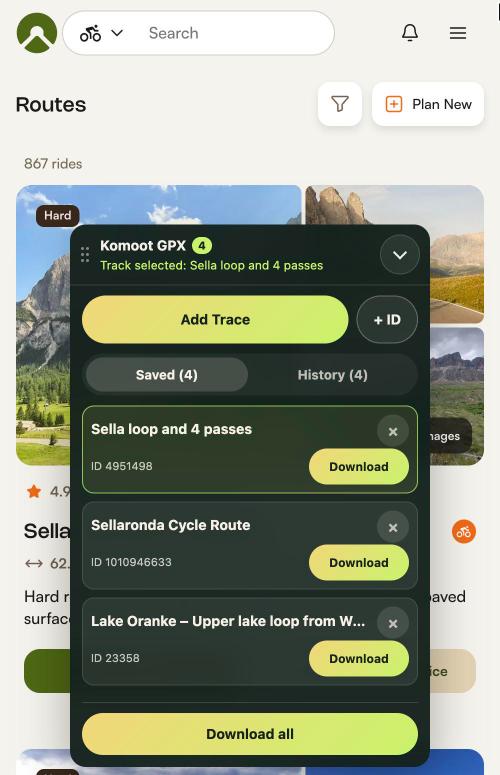 Search
Routes
Plan New
867 rides
Hard
Komoot GPX 4
Track selected: Sella loop and 4 passes
Add Trace
+ ID
Saved (4)
History (4)
Sella loop and 4 passes
×
ID 4951498
Download
Sellaronda Cycle Route
×
ID 1010946633
Download
Lake Oranke – Upper lake loop from W...
×
ID 23358
Download
Download all
nages
4.9
Sella
62.
Hard r
paved
surfac
ice